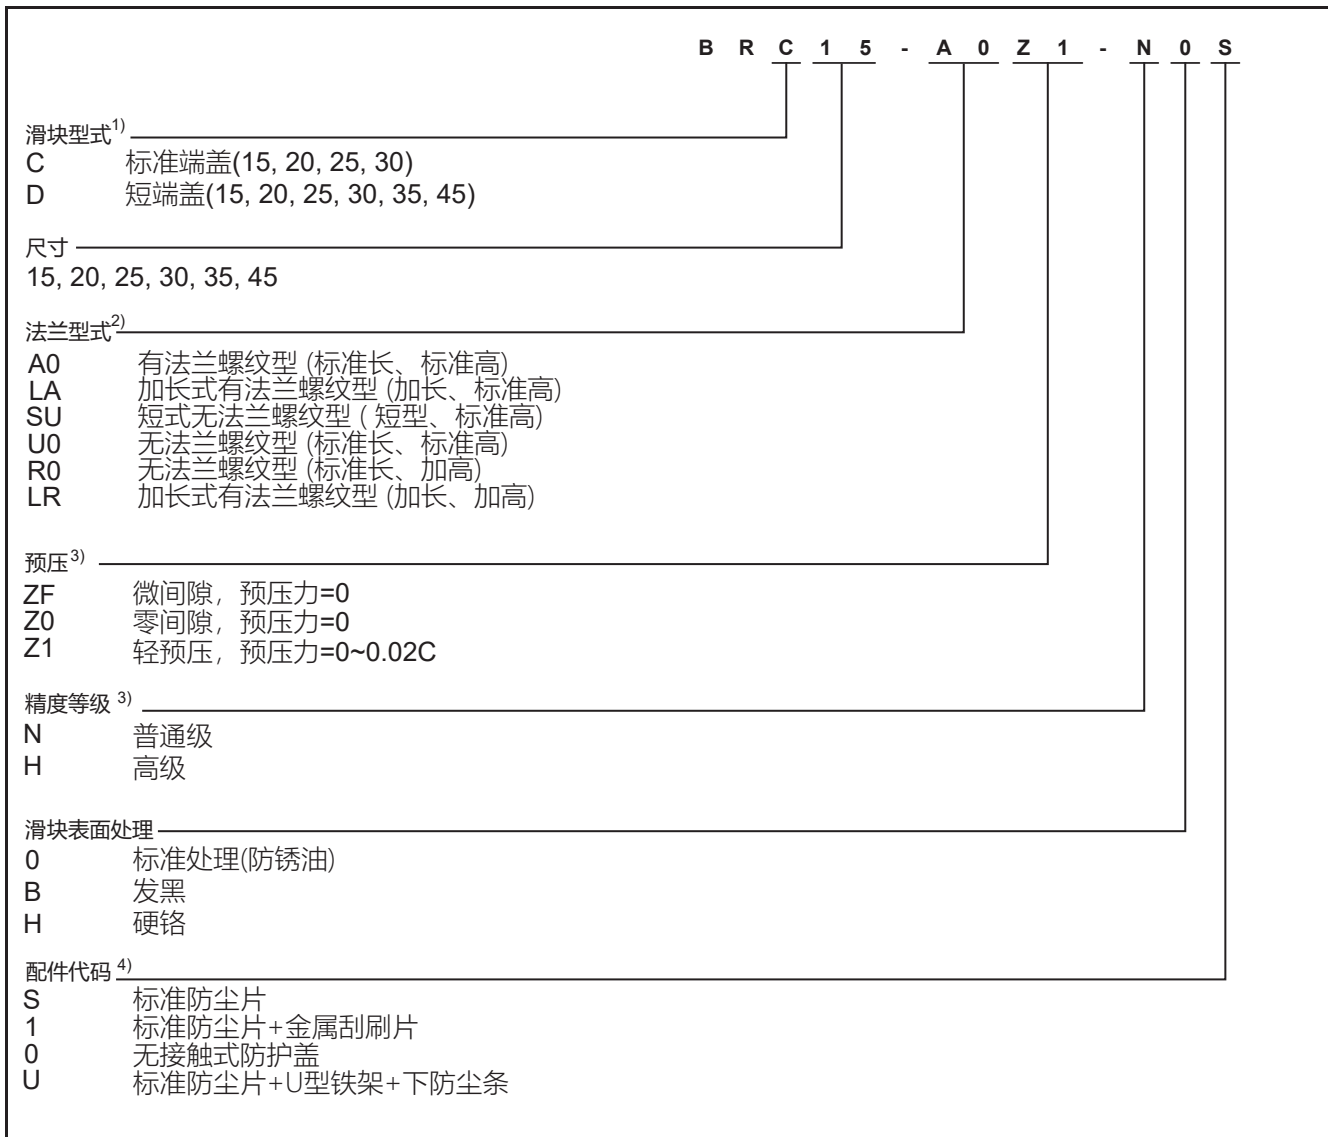 BRC15-A0Z1-N0S
滑块型式1)
C 标准端盖(15, 20, 25, 30)
D 短端盖(15, 20, 25, 30, 35, 45)
尺寸
15, 20, 25, 30, 35, 45
法兰型式2)
A0 有法兰螺纹型 (标准长、标准高)
LA 加长式有法兰螺纹型 (加长、标准高)
SU 短式无法兰螺纹型 ( 短型、标准高)
U0 无法兰螺纹型 (标准长、标准高)
R0 无法兰螺纹型 (标准长、加高)
LR 加长式有法兰螺纹型 (加长、加高)
预压3)
ZF 微间隙，预压力=0
Z0 零间隙，预压力=0
Z1 轻预压，预压力=0~0.02C
精度等级 3)
N 普通级
H 高级
滑块表面处理
0 标准处理(防锈油)
B 发黑
H 硬铬
配件代码 4)
S 标准防尘片
1 标准防尘片+金属刮刷片
0 无接触式防护盖
U 标准防尘片+U型铁架+下防尘条